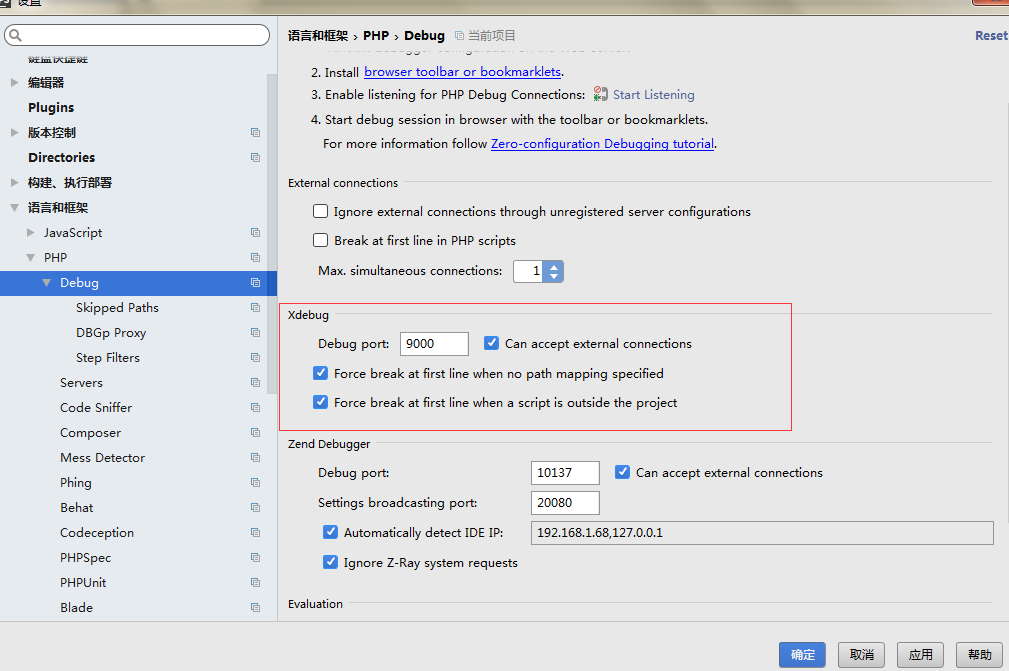 设置
语言和框架 › PHP › Debug 当前项目
Reset
键盘快捷键
编辑器
Plugins
版本控制
Directories
构建、执行部署
语言和框架
JavaScript
PHP
Debug
Skipped Paths
DBGp Proxy
Step Filters
Servers
Code Sniffer
Composer
Mess Detector
Phing
Behat
Codeception
PHPSpec
PHPUnit
Blade
2. Install browser toolbar or bookmarklets.
3. Enable listening for PHP Debug Connections: Start Listening
4. Start debug session in browser with the toolbar or bookmarklets.
For more information follow Zero-configuration Debugging tutorial.
External connections
Ignore external connections through unregistered server configurations
Break at first line in PHP scripts
Max. simultaneous connections: 1
Xdebug
Debug port: 9000 Can accept external connections
Force break at first line when no path mapping specified
Force break at first line when a script is outside the project
Zend Debugger
Debug port: 10137 Can accept external connections
Settings broadcasting port: 20080
Automatically detect IDE IP: 192.168.1.68,127.0.0.1
Ignore Z-Ray system requests
Evaluation
确定 取消 应用 帮助